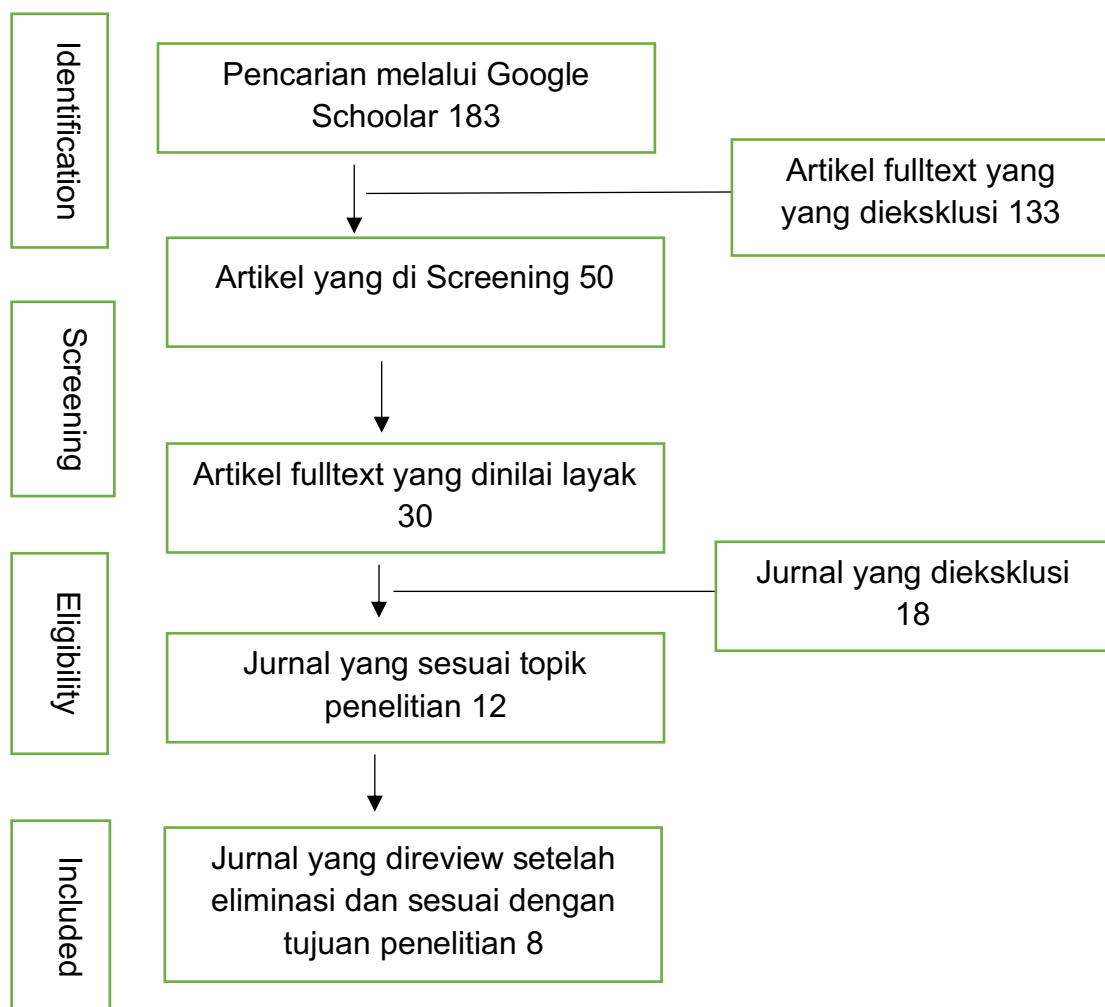 Identification
Pencarian melalui Google
Schoolar 183
Artikel fulltext yang
yang dieksklusi 133
Artikel yang di Screening 50
Screening
Artikel fulltext yang dinilai layak
30
Eligibility
Jurnal yang dieksklusi
18
Jurnal yang sesuai topik
penelitian 12
Included
Jurnal yang direview setelah
eliminasi dan sesuai dengan
tujuan penelitian 8